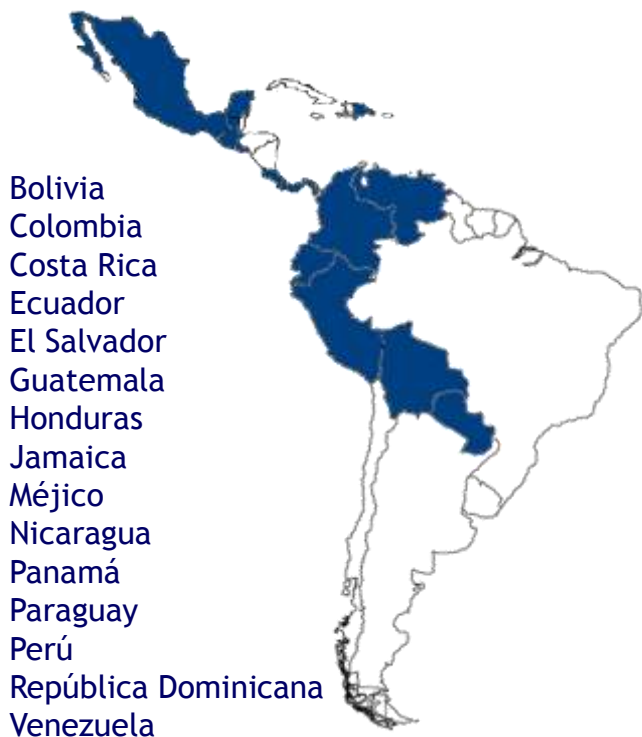 Bolivia
Colombia
Costa Rica
Ecuador
El Salvador
Guatemala
Honduras
Jamaica
Méjico
Nicaragua
Panamá
Paraguay
Perú
República Dominicana
Venezuela